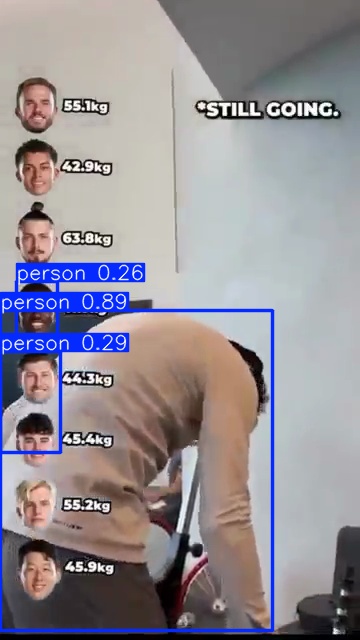 55.1kg
*STILL GOING.
42.9kg
63.8kg
person 0.26
person 0.89
person 0.29
44.3kg
45.4kg
55.2kg
45.9kg